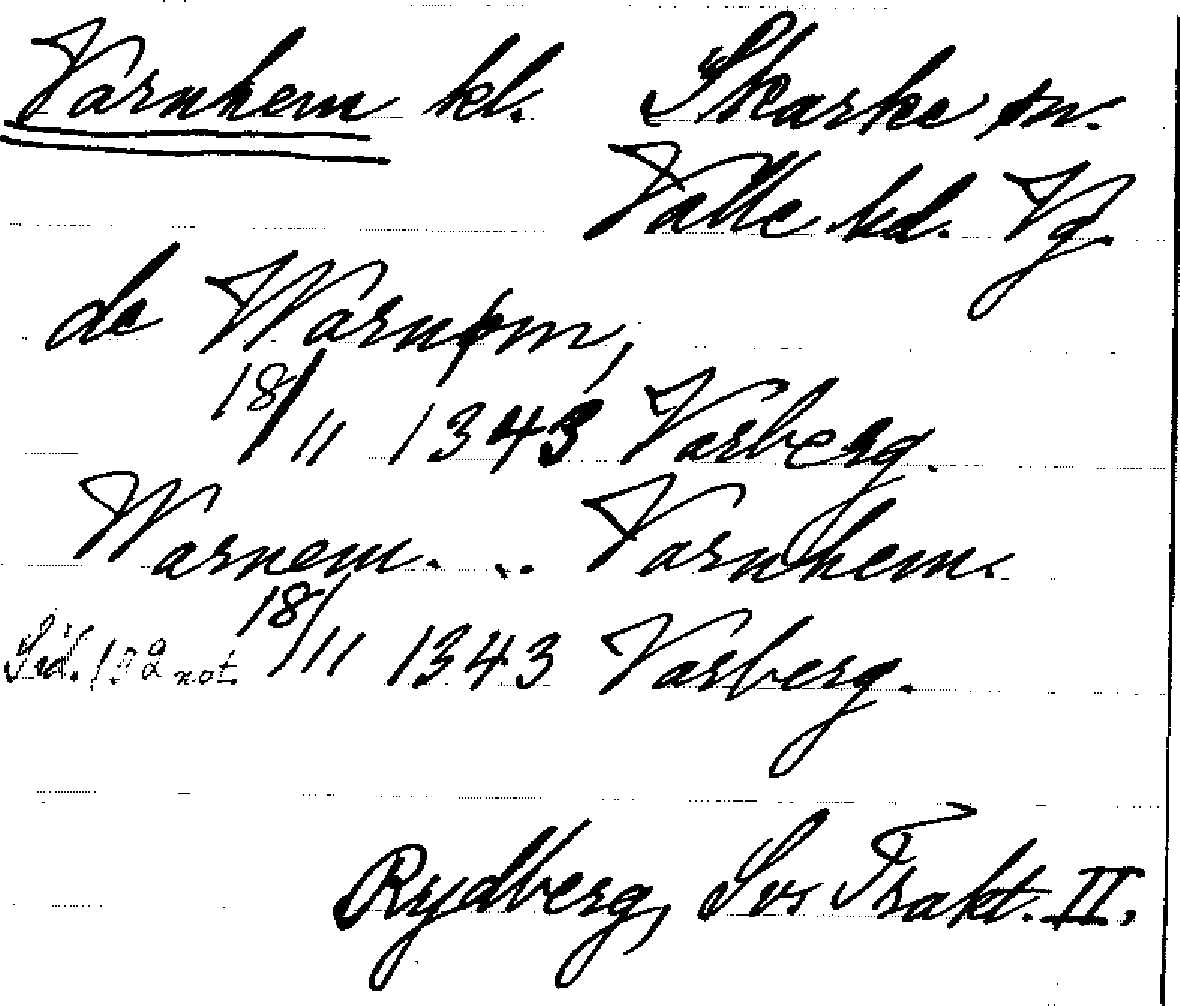 Varnhem kl. Skarke sn.
Valle hd. Vg.
de Warnæm,
18/11 1343 Varberg.
Warnem. .. Varnhem.
Sid. 192 not. 18/11 1343 Varberg.
Rydberg, Sv. Trakt. II.